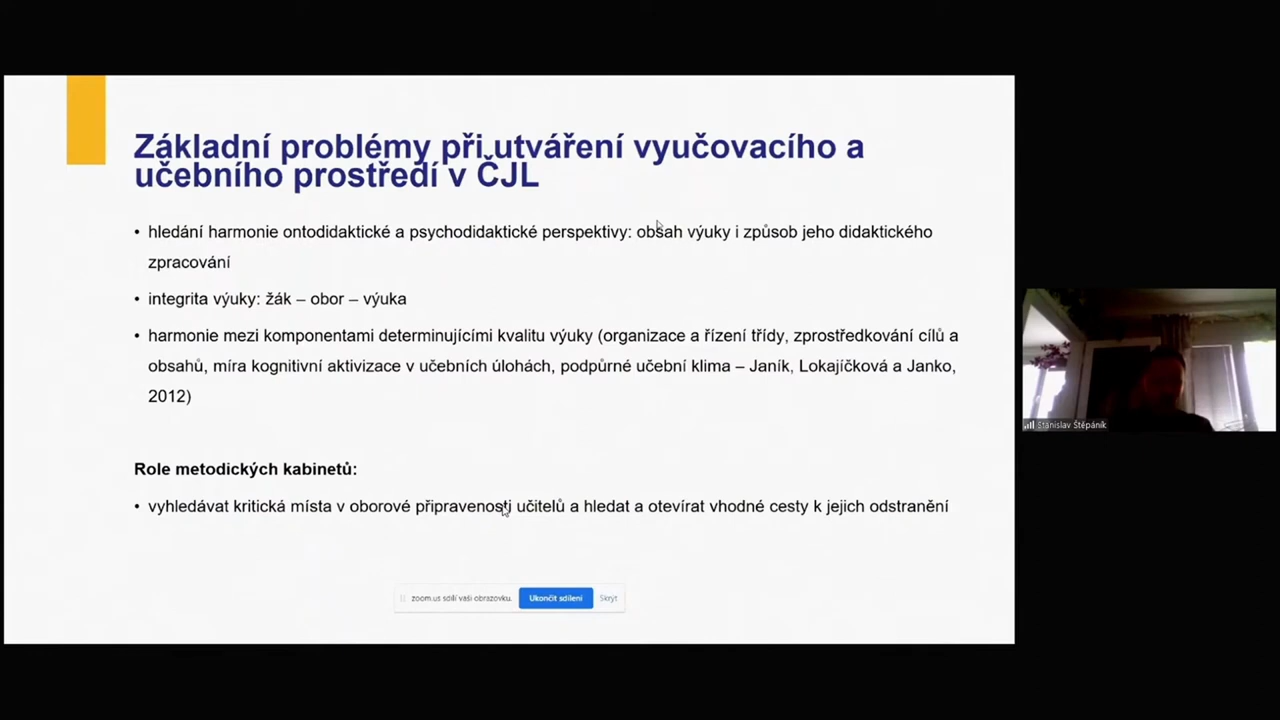 Základní problémy při utváření vyučovacího a
učebního prostředí v ČJL
• hledání harmonie ontodidaktické a psychodidaktické perspektivy: obsah výuky i způsob jeho didaktického
zpracování
• integrita výuky: žák – obor – výuka
• harmonie mezi komponentami determinujícími kvalitu výuky (organizace a řízení třídy, zprostředkování cílů a
obsahů, míra kognitivní aktivizace v učebních úlohách, podpůrné učební klima – Janík, Lokajíčková a Janko,
2012)
Role metodických kabinetů:
• vyhledávat kritická místa v oborové připravenosti učitelů a hledat a otevírat vhodné cesty k jejich odstranění
zoom.us sdílí vaši obrazovku. Ukončit sdílení Skrýt
Stanislav Štěpáník